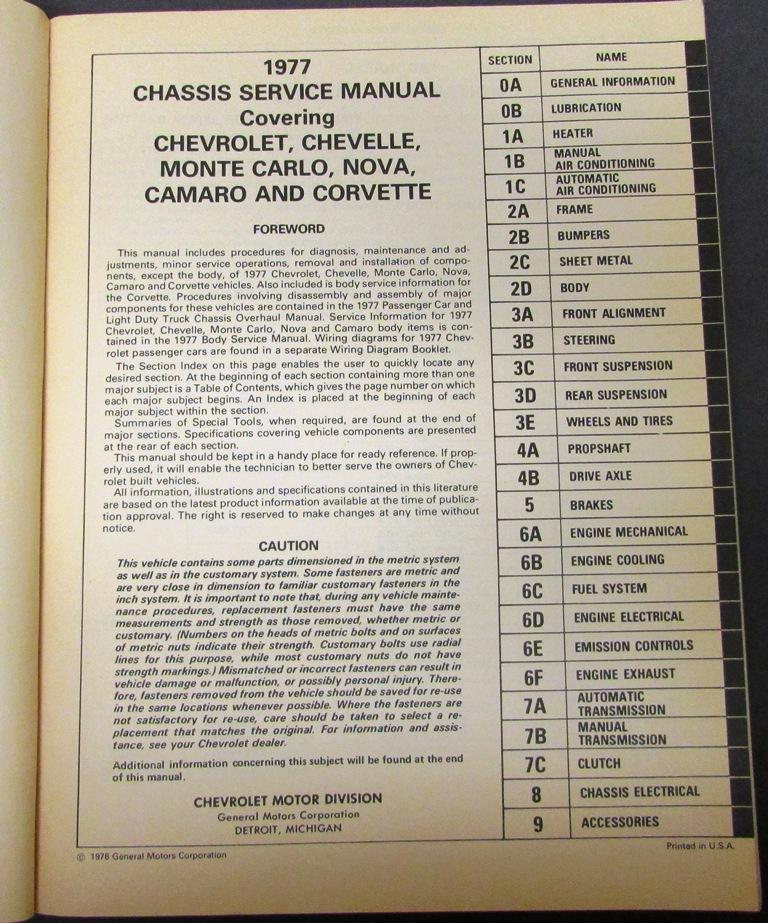 1977
CHASSIS SERVICE MANUAL
Covering
CHEVROLET, CHEVELLE,
MONTE CARLO, NOVA,
CAMARO AND CORVETTE
FOREWORD
This manual includes procedures for diagnosis, maintenance and ad-
justments, minor service operations, removal and installation of compo-
nents, except the body, of 1977 Chevrolet, Chevelle, Monte Carlo, Nova,
Camaro and Corvette vehicles. Also included is body service information for
the Corvette. Procedures involving disassembly and assembly of major
components for these vehicles are contained in the 1977 Passenger Car and
Light Duty Truck Chassis Overhaul Manual. Service Information for 1977
Chevrolet, Chevelle, Monte Carlo, Nova and Camaro body items is con-
tained in the 1977 Body Service Manual. Wiring diagrams for 1977 Chev-
rolet passenger cars are found in a separate Wiring Diagram Booklet.
The Section Index on this page enables the user to quickly locate any
desired section. At the beginning of each section containing more than one
major subject is a Table of Contents, which gives the page number on which
each major subject begins. An Index is placed at the beginning of each
major subject within the section.
Summaries of Special Tools, when required, are found at the end of
major sections. Specifications covering vehicle components are presented
at the rear of each section.
This manual should be kept in a handy place for ready reference. If prop-
erly used, it will enable the technician to better serve the owners of Chev-
rolet built vehicles.
All information, illustrations and specifications contained in this literature
are based on the latest product information available at the time of publica-
tion approval. The right is reserved to make changes at any time without
notice.
CAUTION
This vehicle contains some parts dimensioned in the metric system
as well as in the customary system. Some fasteners are metric and
are very close in dimension to familiar customary fasteners in the
inch system. It is important to note that, during any vehicle mainte-
nance procedures, replacement fasteners must have the same
measurements and strength as those removed, whether metric or
customary. (Numbers on the heads of metric bolts and on surfaces
of metric nuts indicate their strength. Customary bolts use radial
lines for this purpose, while most customary nuts do not have
strength markings.) Mismatched or incorrect fasteners can result in
vehicle damage or malfunction, or possibly personal injury. There-
fore, fasteners removed from the vehicle should be saved for re-use
in the same locations whenever possible. Where the fasteners are
not satisfactory for re-use, care should be taken to select a re-
placement that matches the original. For information and assis-
tance, see your Chevrolet dealer.
Additional information concerning this subject will be found at the end
of this manual.
CHEVROLET MOTOR DIVISION
General Motors Corporation
DETROIT, MICHIGAN
SECTION NAME
0A GENERAL INFORMATION
0B LUBRICATION
1A HEATER
1B MANUAL
AIR CONDITIONING
1C AUTOMATIC
AIR CONDITIONING
2A FRAME
2B BUMPERS
2C SHEET METAL
2D BODY
3A FRONT ALIGNMENT
3B STEERING
3C FRONT SUSPENSION
3D REAR SUSPENSION
3E WHEELS AND TIRES
4A PROPSHAFT
4B DRIVE AXLE
5 BRAKES
6A ENGINE MECHANICAL
6B ENGINE COOLING
6C FUEL SYSTEM
6D ENGINE ELECTRICAL
6E EMISSION CONTROLS
6F ENGINE EXHAUST
7A AUTOMATIC
TRANSMISSION
7B MANUAL
TRANSMISSION
7C CLUTCH
8 CHASSIS ELECTRICAL
9 ACCESSORIES
© 1976 General Motors Corporation
Printed in U.S.A.